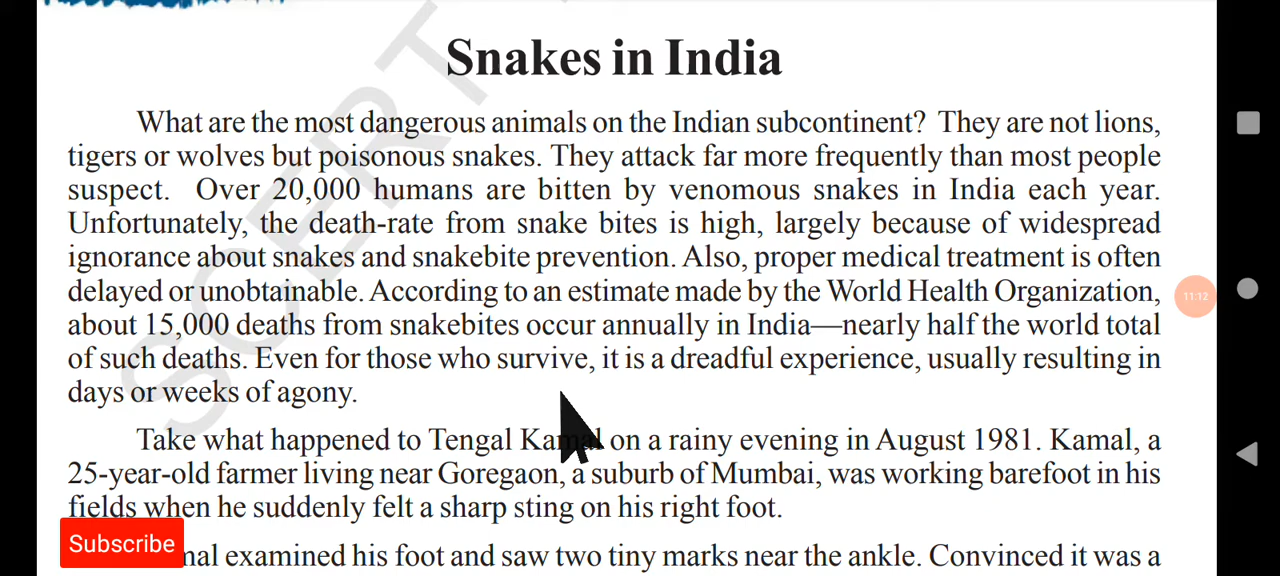 Snakes in India
What are the most dangerous animals on the Indian subcontinent? They are not lions,
tigers or wolves but poisonous snakes. They attack far more frequently than most people
suspect. Over 20,000 humans are bitten by venomous snakes in India each year.
Unfortunately, the death-rate from snake bites is high, largely because of widespread
ignorance about snakes and snakebite prevention. Also, proper medical treatment is often
delayed or unobtainable. According to an estimate made by the World Health Organization,
about 15,000 deaths from snakebites occur annually in India—nearly half the world total
of such deaths. Even for those who survive, it is a dreadful experience, usually resulting in
days or weeks of agony.
Take what happened to Tengal Kamal on a rainy evening in August 1981. Kamal, a
25-year-old farmer living near Goregaon, a suburb of Mumbai, was working barefoot in his
fields when he suddenly felt a sharp sting on his right foot.
mal examined his foot and saw two tiny marks near the ankle. Convinced it was a
Subscribe
11:12
SCERT